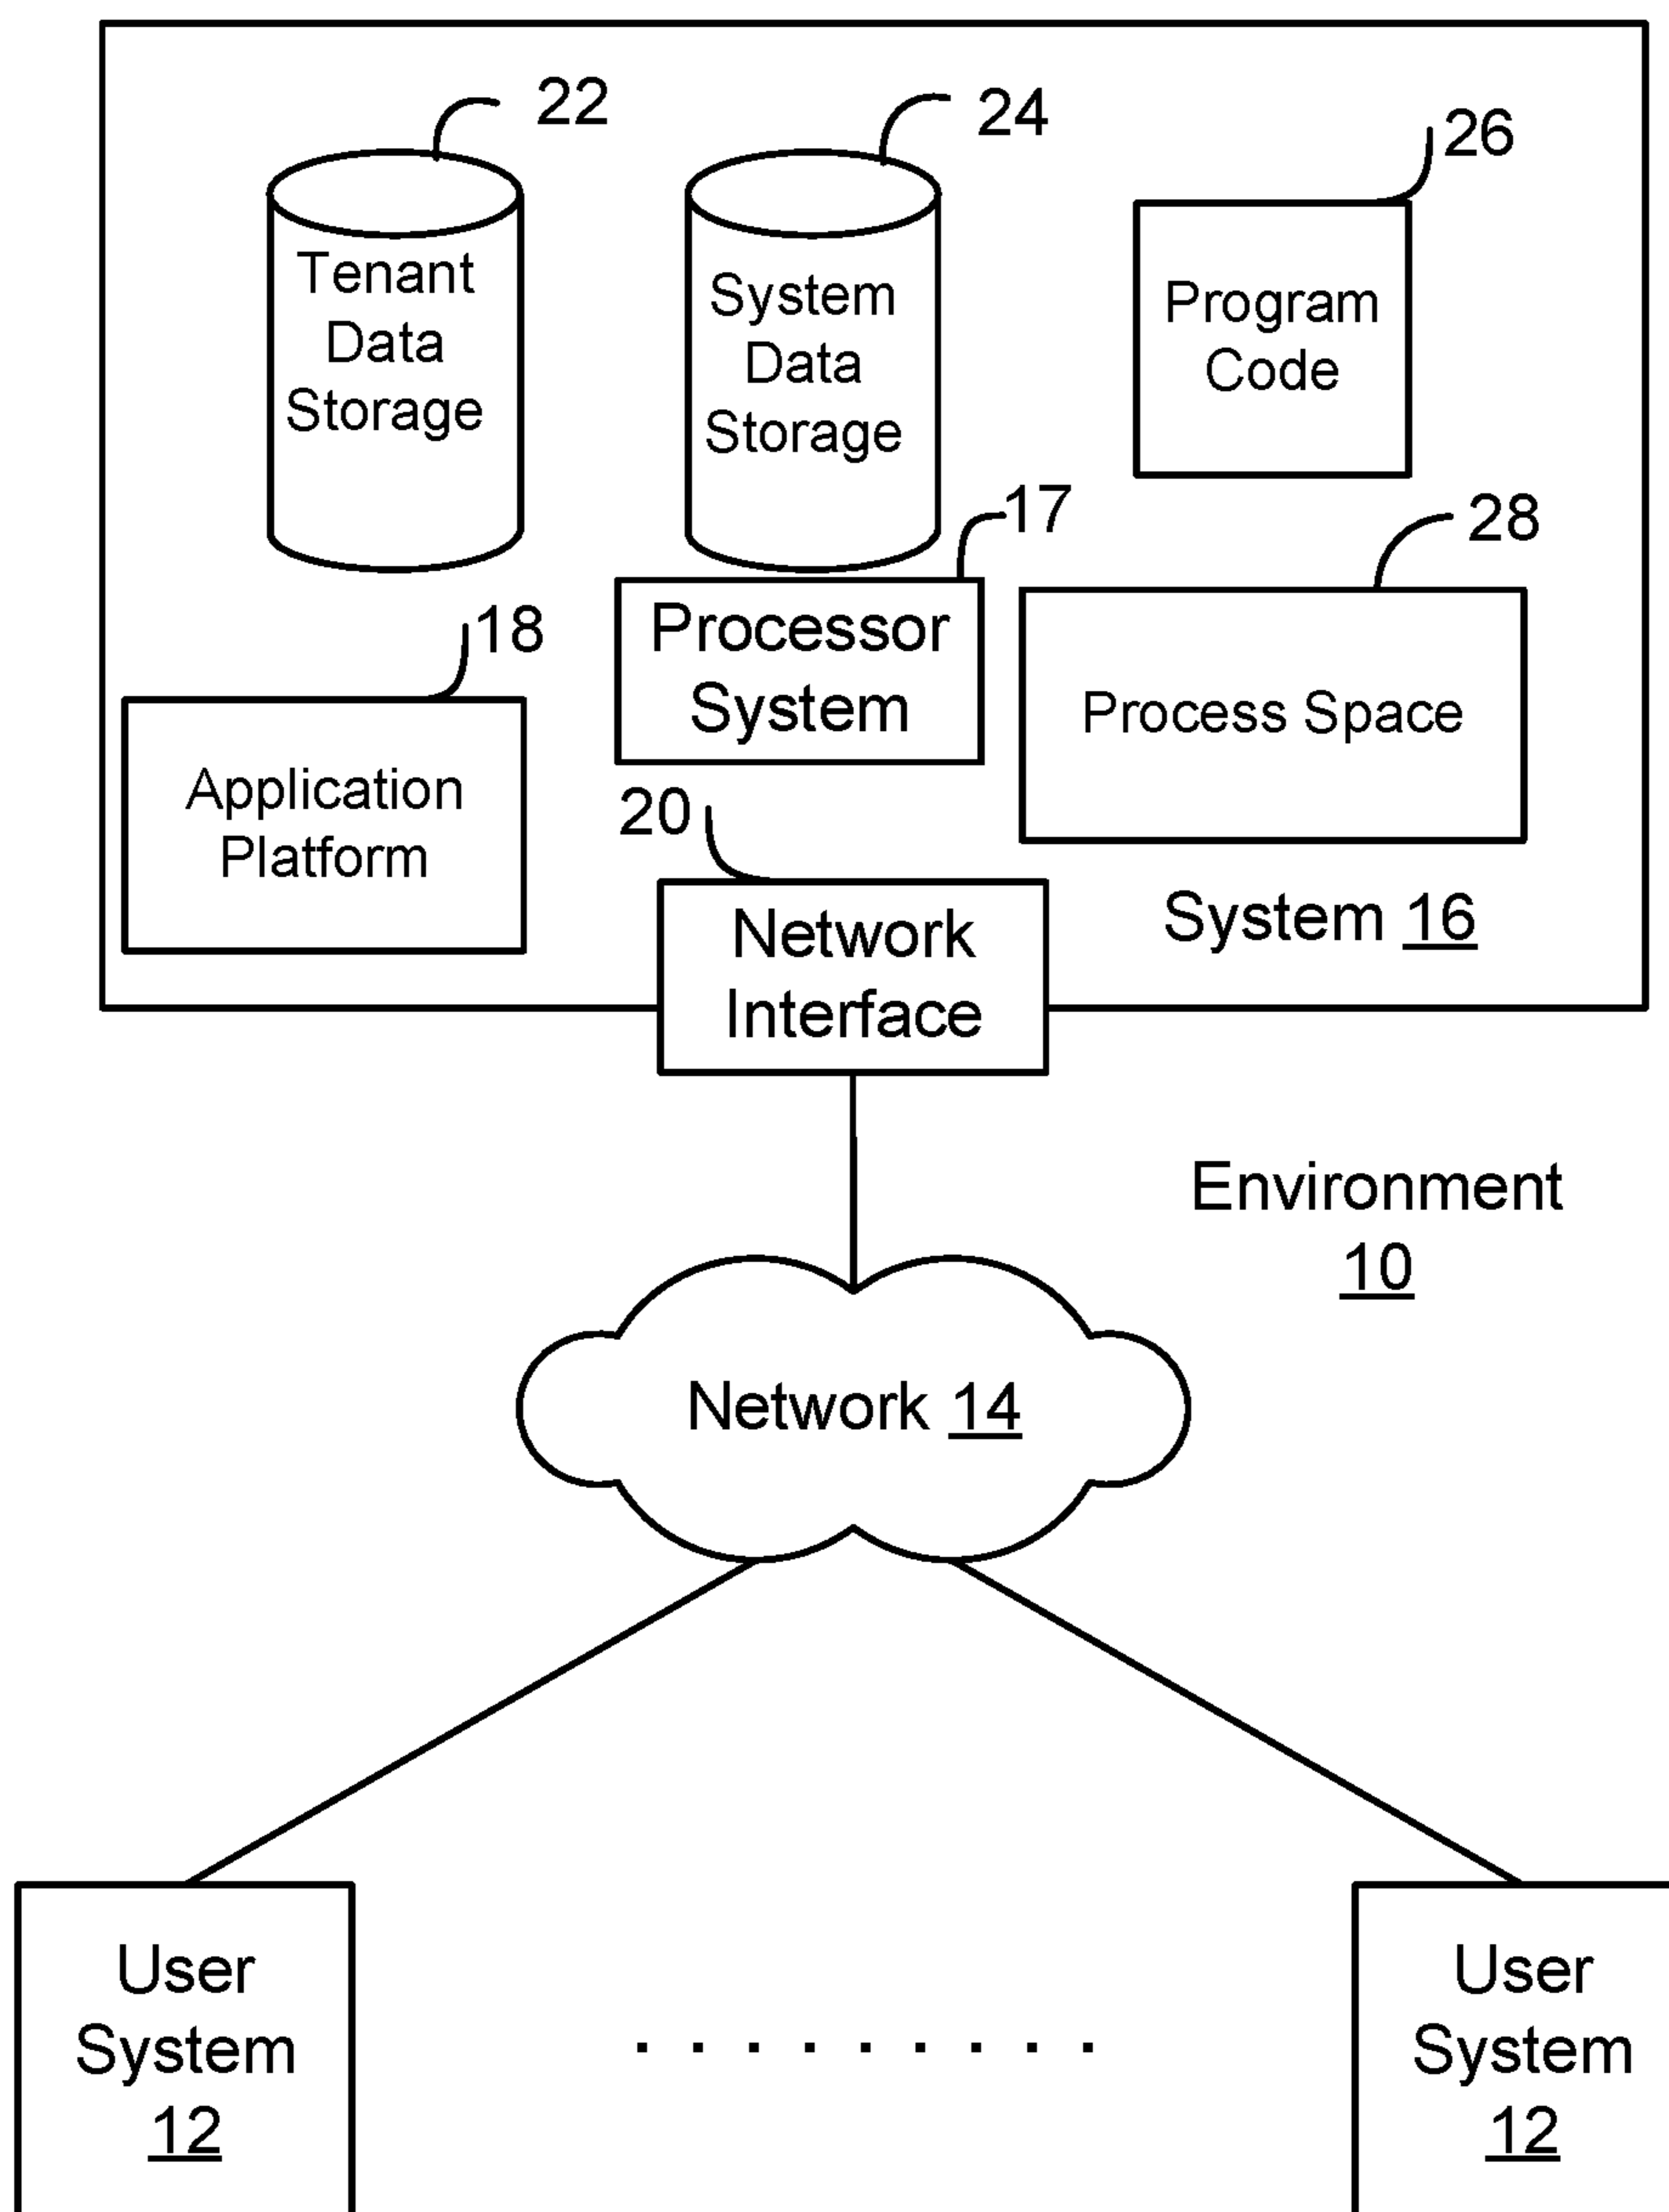 22
24
26
Tenant
Data
Storage
System
Data
Storage
Program
Code
17
28
18
Processor
System
Process Space
Application
Platform
20
Network
Interface
System 16
Environment
10
Network 14
User
System
12
. . . . . . . . .
User
System
12